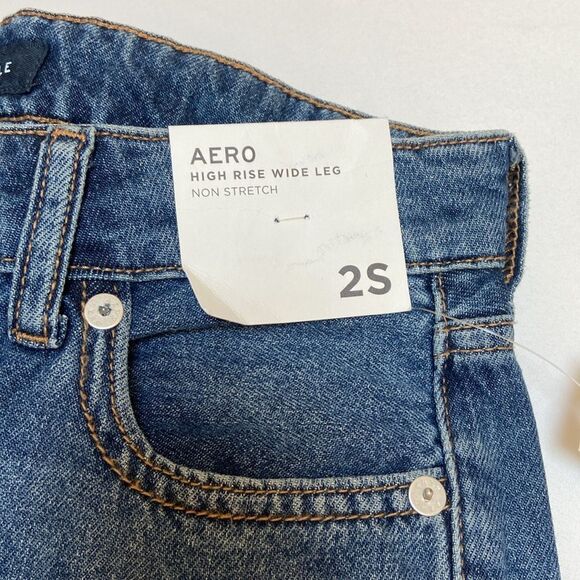 AERO
HIGH RISE WIDE LEG
NON STRETCH
2S